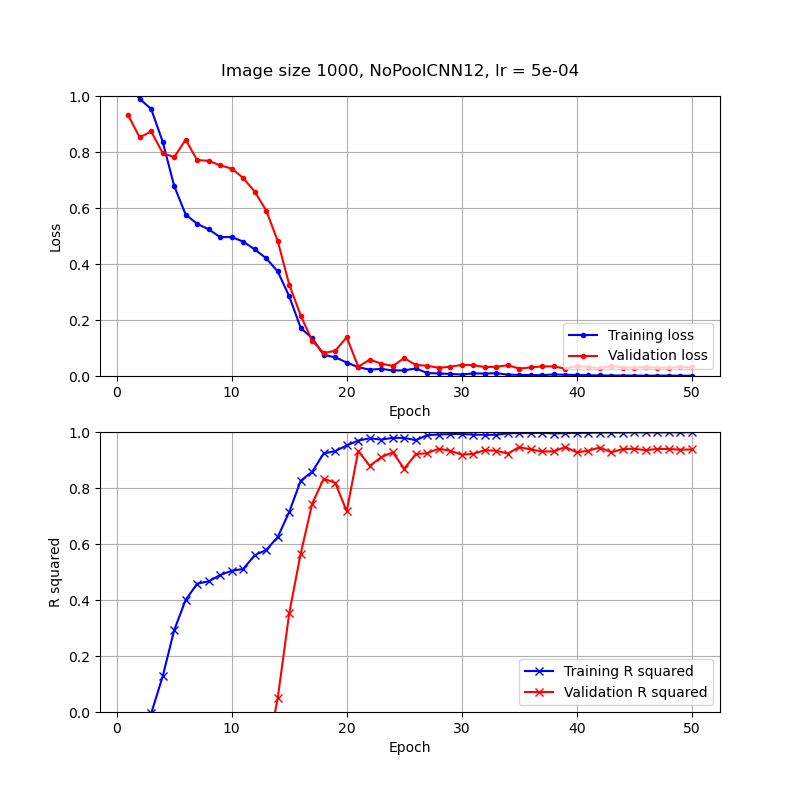 Image size 1000, NoPoolCNN12, lr = 5e-04
1.0
0.8
0.6
0.4
0.2
0.0
Loss
Training loss
Validation loss
0 10 20 30 40 50
Epoch
1.0
0.8
0.6
0.4
0.2
0.0
R squared
Training R squared
Validation R squared
0 10 20 30 40 50
Epoch